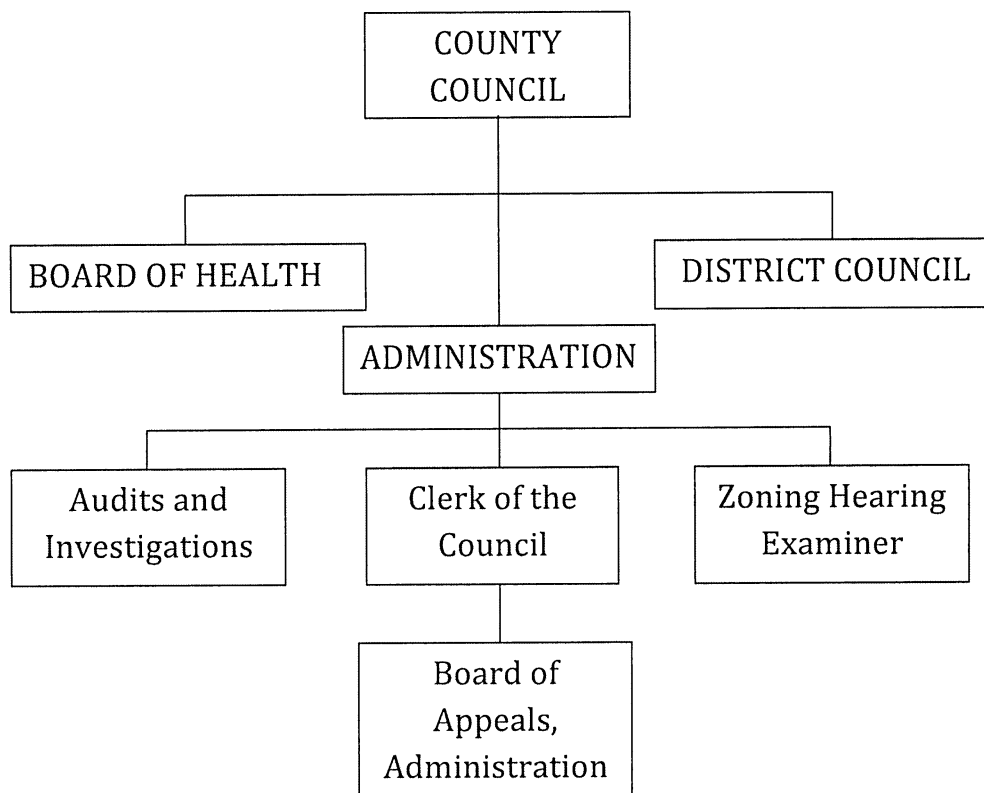 COUNTY
COUNCIL
BOARD OF HEALTH
DISTRICT COUNCIL
ADMINISTRATION
Audits and
Investigations
Clerk of the
Council
Zoning Hearing
Examiner
Board of
Appeals,
Administration